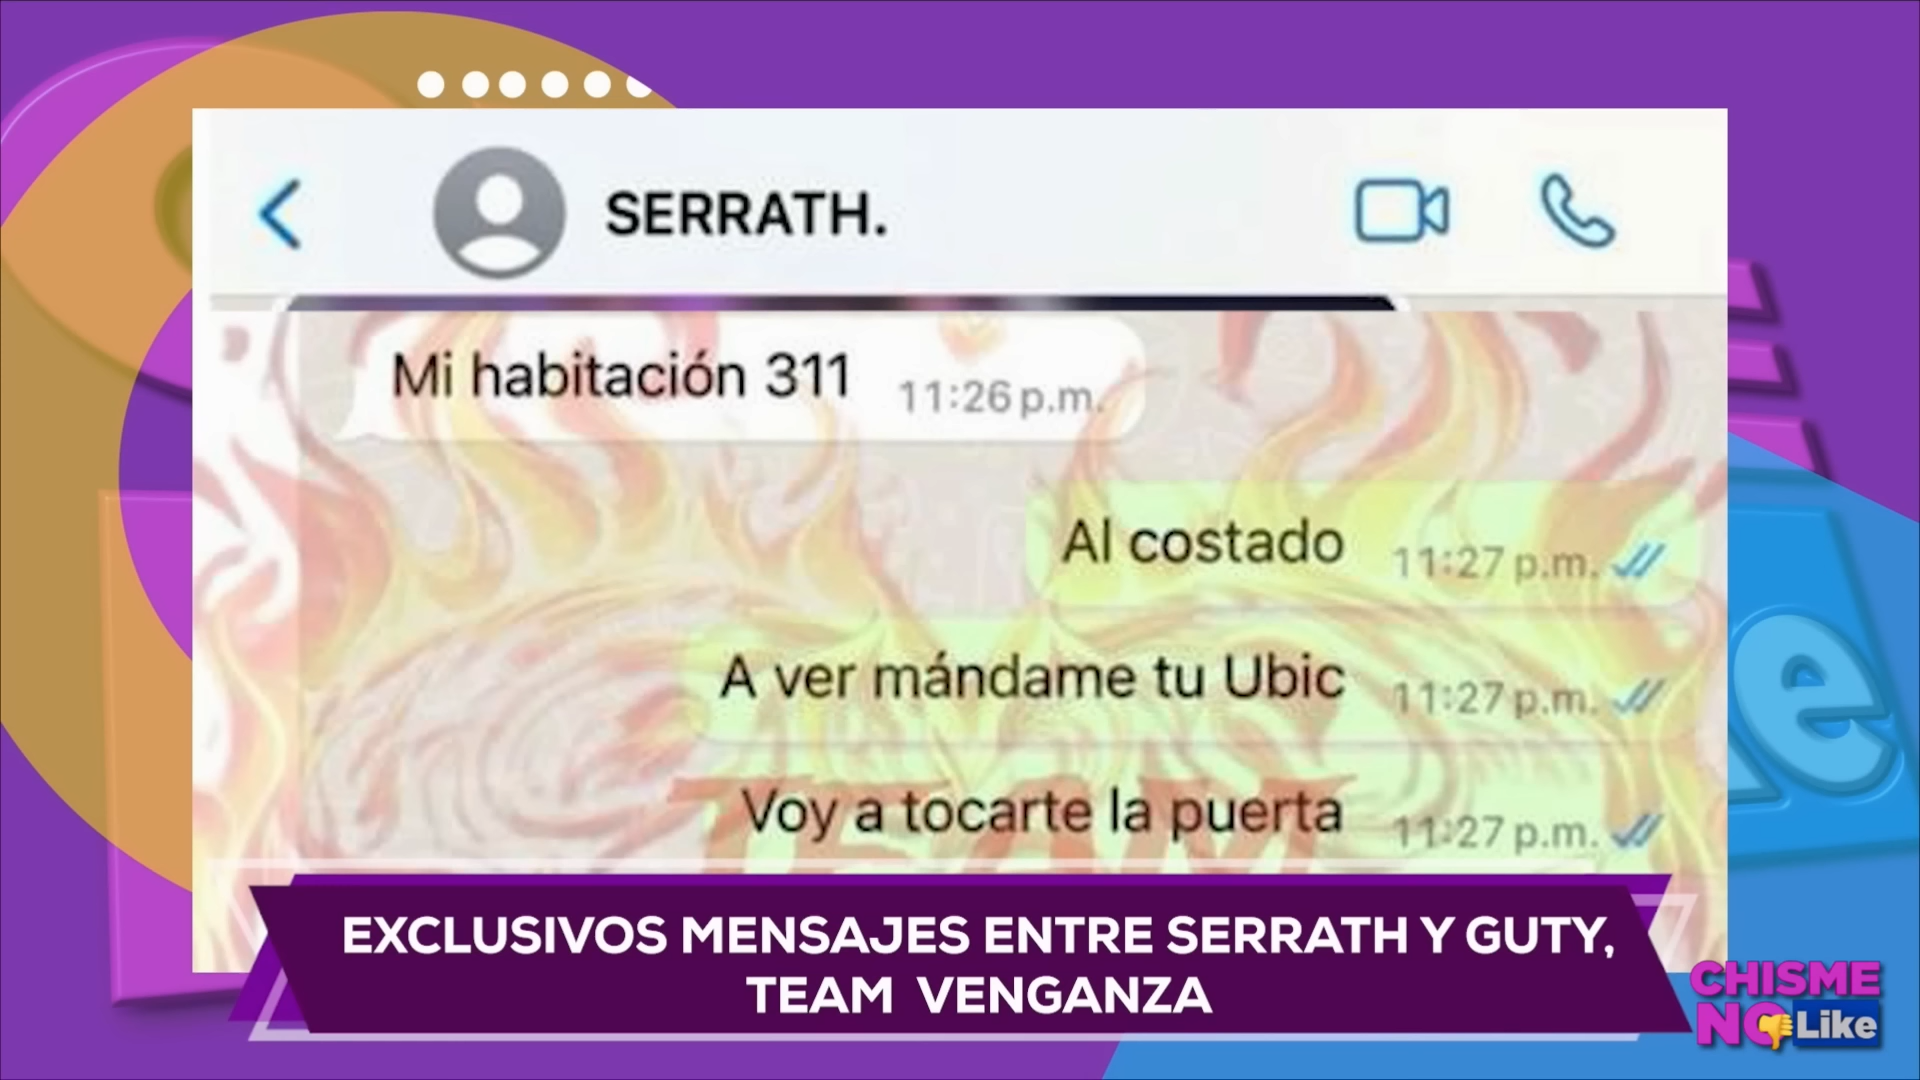 SERRATH.
Mi habitación 311 11:26 p.m.
Al costado 11:27 p.m.
A ver mándame tu Ubic 11:27 p.m.
Voy a tocarte la puerta 11:27 p.m.
TEAM
EXCLUSIVOS MENSAJES ENTRE SERRATH Y GUTY,
TEAM VENGANZA
CHISME
NO Like
e